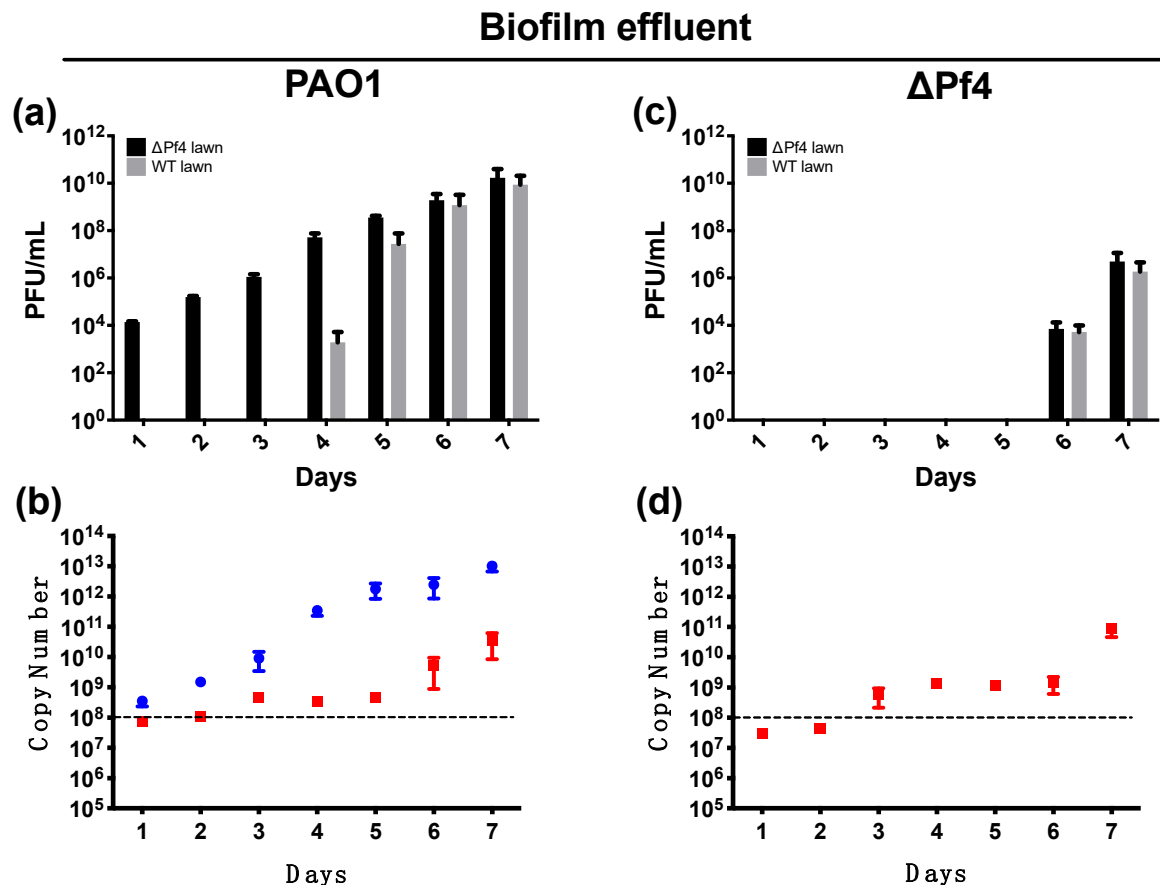 Biofilm effluent
PAO1
ΔPf4
(a)
PFU/mL
10¹²
10¹⁰
10⁸
10⁶
10⁴
10²
10⁰
ΔPf4 lawn
WT lawn
1 2 3 4 5 6 7
Days
(c)
PFU/mL
10¹²
10¹⁰
10⁸
10⁶
10⁴
10²
10⁰
ΔPf4 lawn
WT lawn
1 2 3 4 5 6 7
Days
(b)
Copy Number
10¹⁴
10¹³
10¹²
10¹¹
10¹⁰
10⁹
10⁸
10⁷
10⁶
10⁵
1 2 3 4 5 6 7
Days
(d)
Copy Number
10¹⁴
10¹³
10¹²
10¹¹
10¹⁰
10⁹
10⁸
10⁷
10⁶
10⁵
1 2 3 4 5 6 7
Days